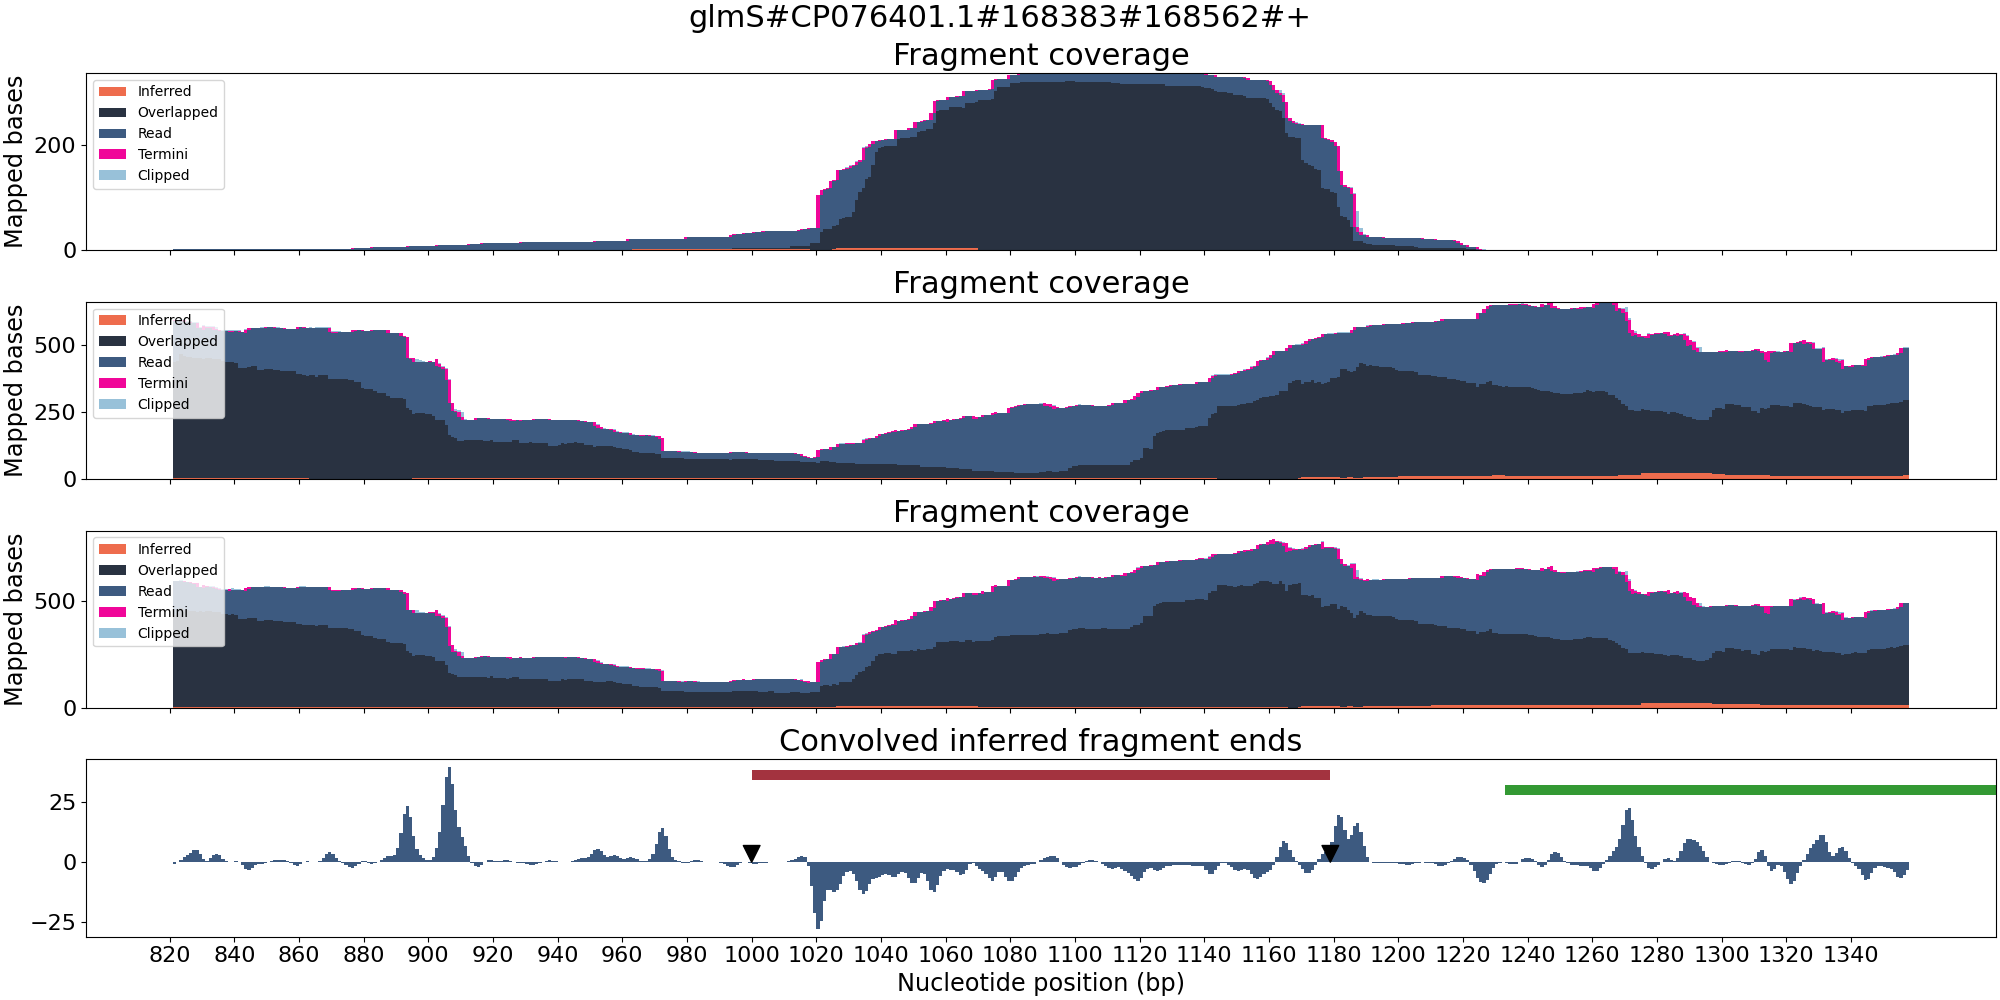 glmS#CP076401.1#168383#168562#+
Fragment coverage
Mapped bases
200
0
Inferred
Overlapped
Read
Termini
Clipped
Fragment coverage
Mapped bases
500
250
0
Inferred
Overlapped
Read
Termini
Clipped
Fragment coverage
Mapped bases
500
0
Inferred
Overlapped
Read
Termini
Clipped
Convolved inferred fragment ends
25
0
−25
820 840 860 880 900 920 940 960 980 1000 1020 1040 1060 1080 1100 1120 1140 1160 1180 1200 1220 1240 1260 1280 1300 1320 1340
Nucleotide position (bp)